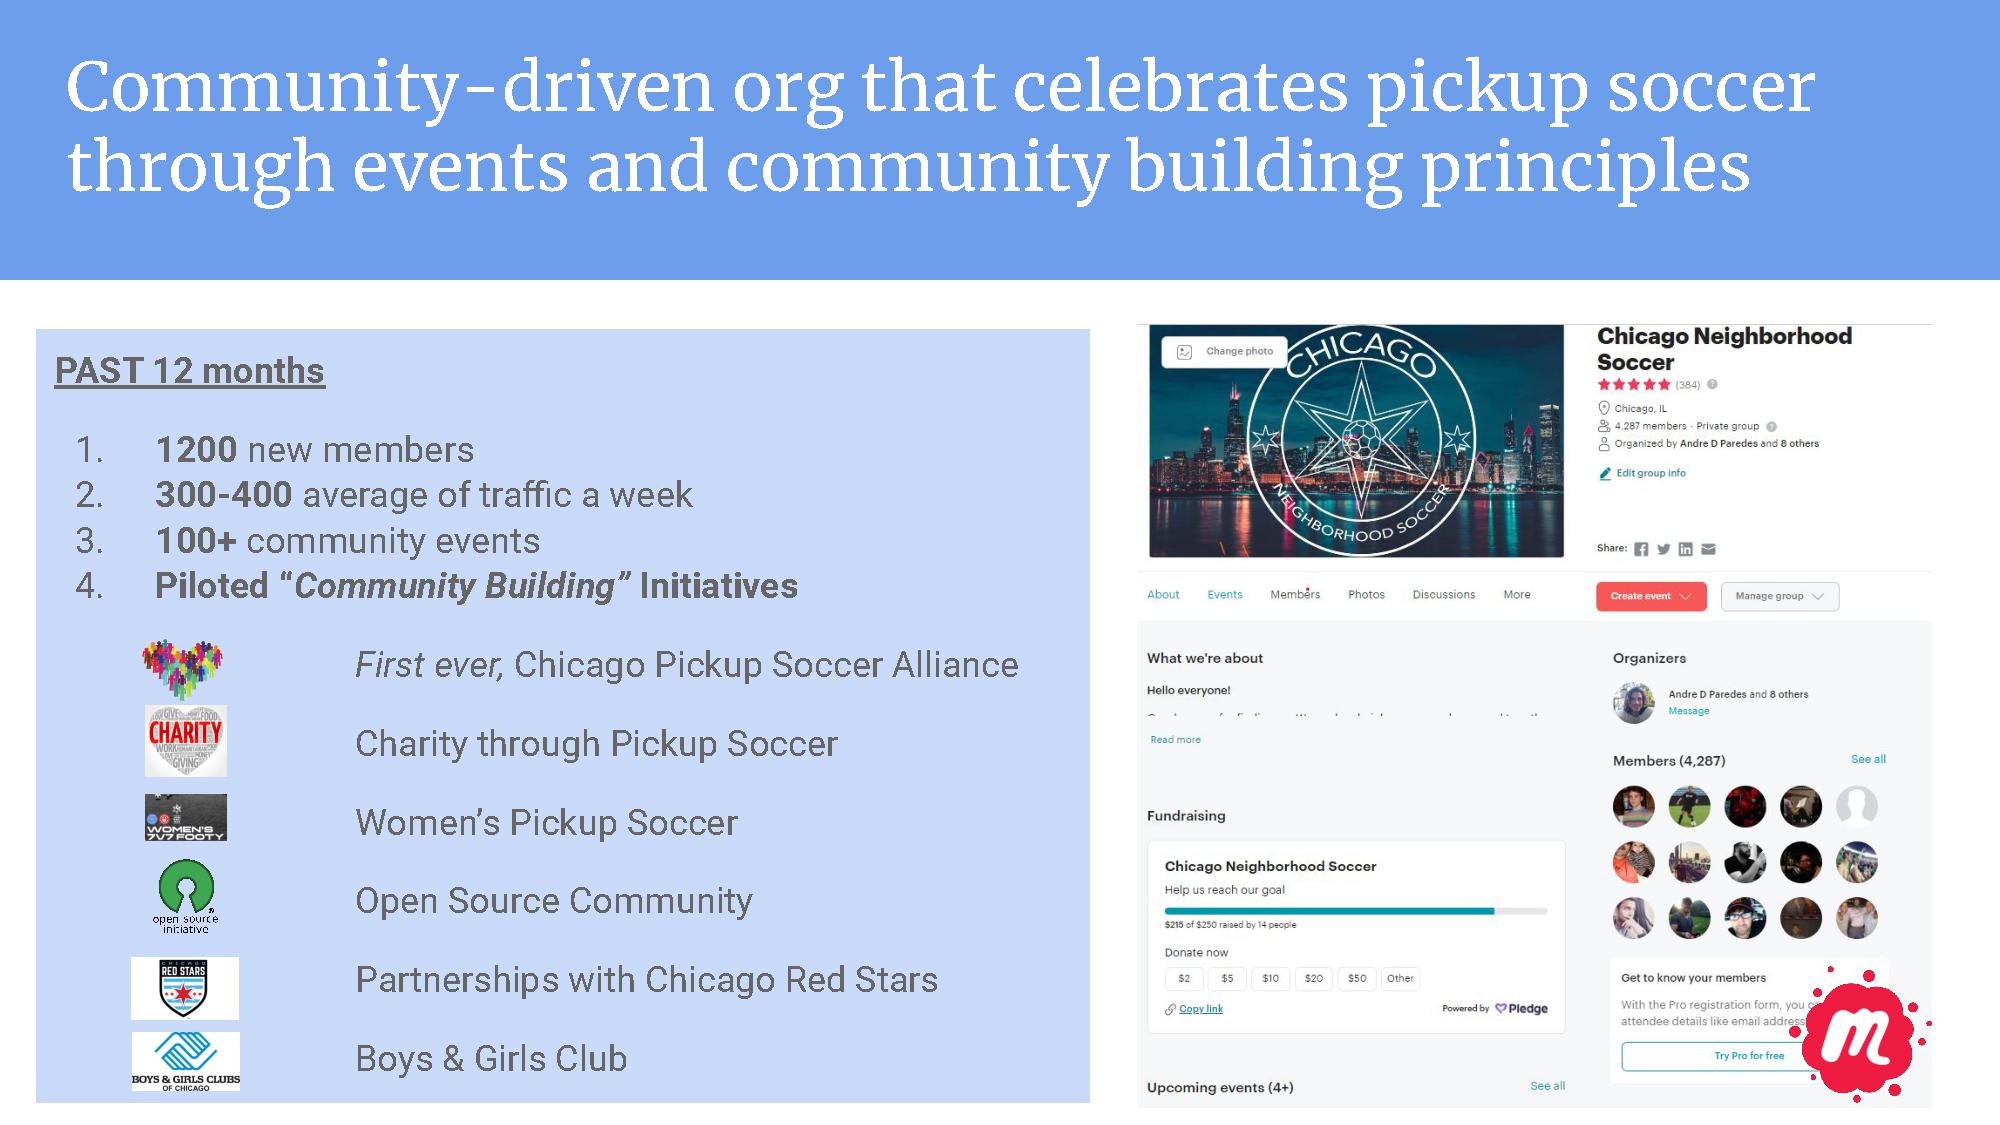 Community-driven org that celebrates pickup soccer
through events and community building principles
PAST 12 months
1. 1200 new members
2. 300-400 average of traffic a week
3. 100+ community events
4. Piloted “Community Building” Initiatives
First ever, Chicago Pickup Soccer Alliance
CHARITY
GIVING
Charity through Pickup Soccer
WOMEN'S
7V7 FOOTY
Women’s Pickup Soccer
open source
initiative
Open Source Community
CHICAGO
RED STARS
Partnerships with Chicago Red Stars
BOYS & GIRLS CLUBS
OF CHICAGO
Boys & Girls Club
Change photo
CHICAGO
NEIGHBORHOOD SOCCER
Chicago Neighborhood
Soccer
(384)
Chicago, IL
4,287 members · Private group
Organized by Andre D Paredes and 8 others
Edit group info
Share:
About Events Members Photos Discussions More
Create event
Manage group
What we're about
Hello everyone!
Read more
Fundraising
Chicago Neighborhood Soccer
Help us reach our goal
$215 of $250 raised by 14 people
Donate now
$2 $5 $10 $20 $50 Other
Copy link
Powered by Pledge
Upcoming events (4+)
See all
Organizers
Andre D Paredes and 8 others
Message
Members (4,287)
See all
Get to know your members
With the Pro registration form, you
attendee details like email address
Try Pro for free
m